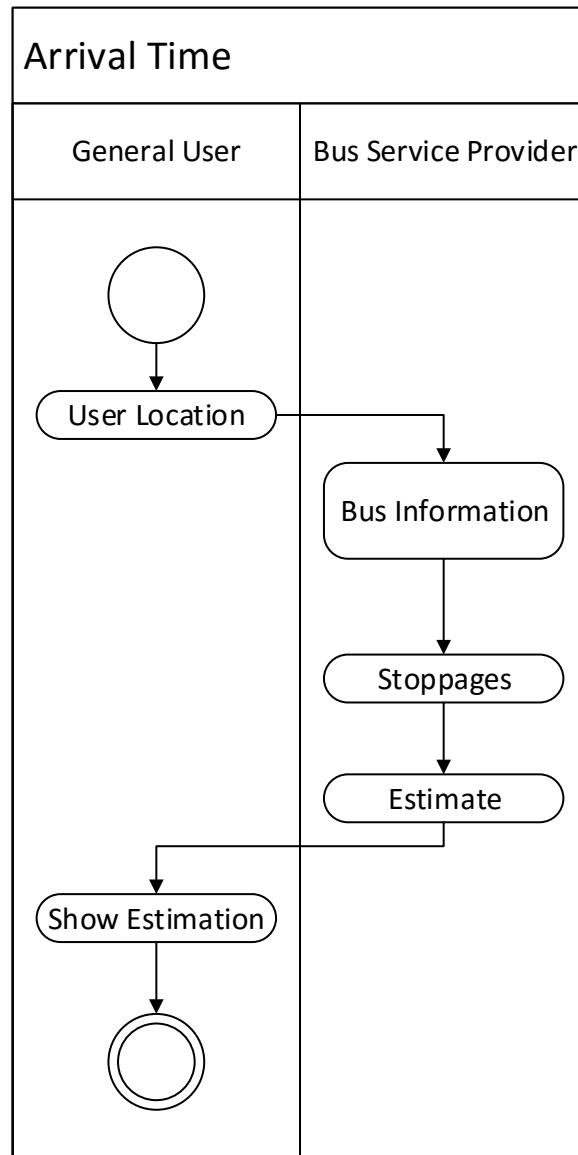 Arrival Time
General User
Bus Service Provider
User Location
Bus Information
Stoppages
Estimate
Show Estimation